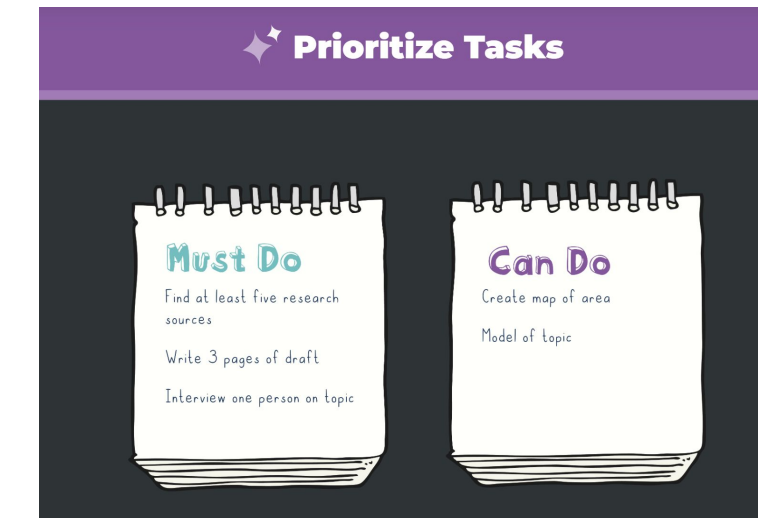 Prioritize Tasks
Must Do
Find at least five research
sources
Write 3 pages of draft
Interview one person on topic
Can Do
Create map of area
Model of topic